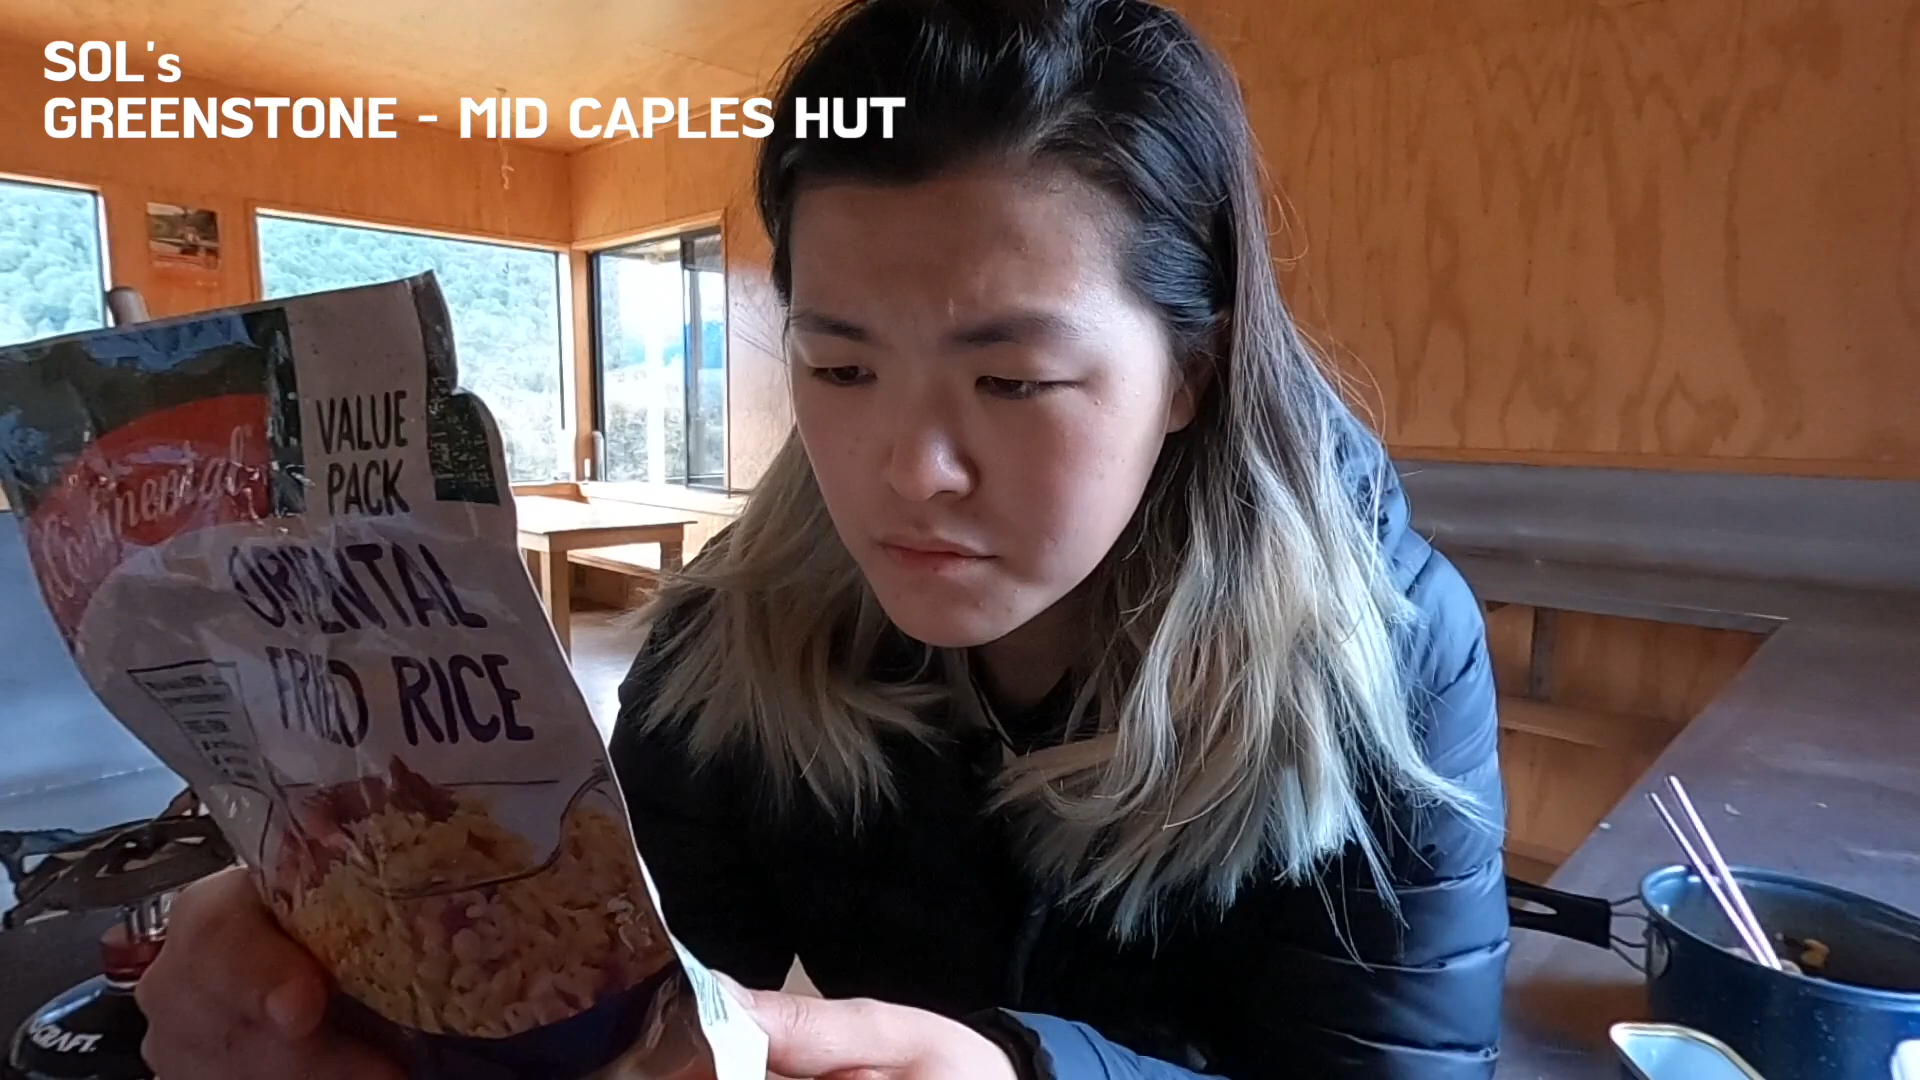 SOL's
GREENSTONE - MID CAPLES HUT
Continental
VALUE
PACK
ORIENTAL
FRIED RICE